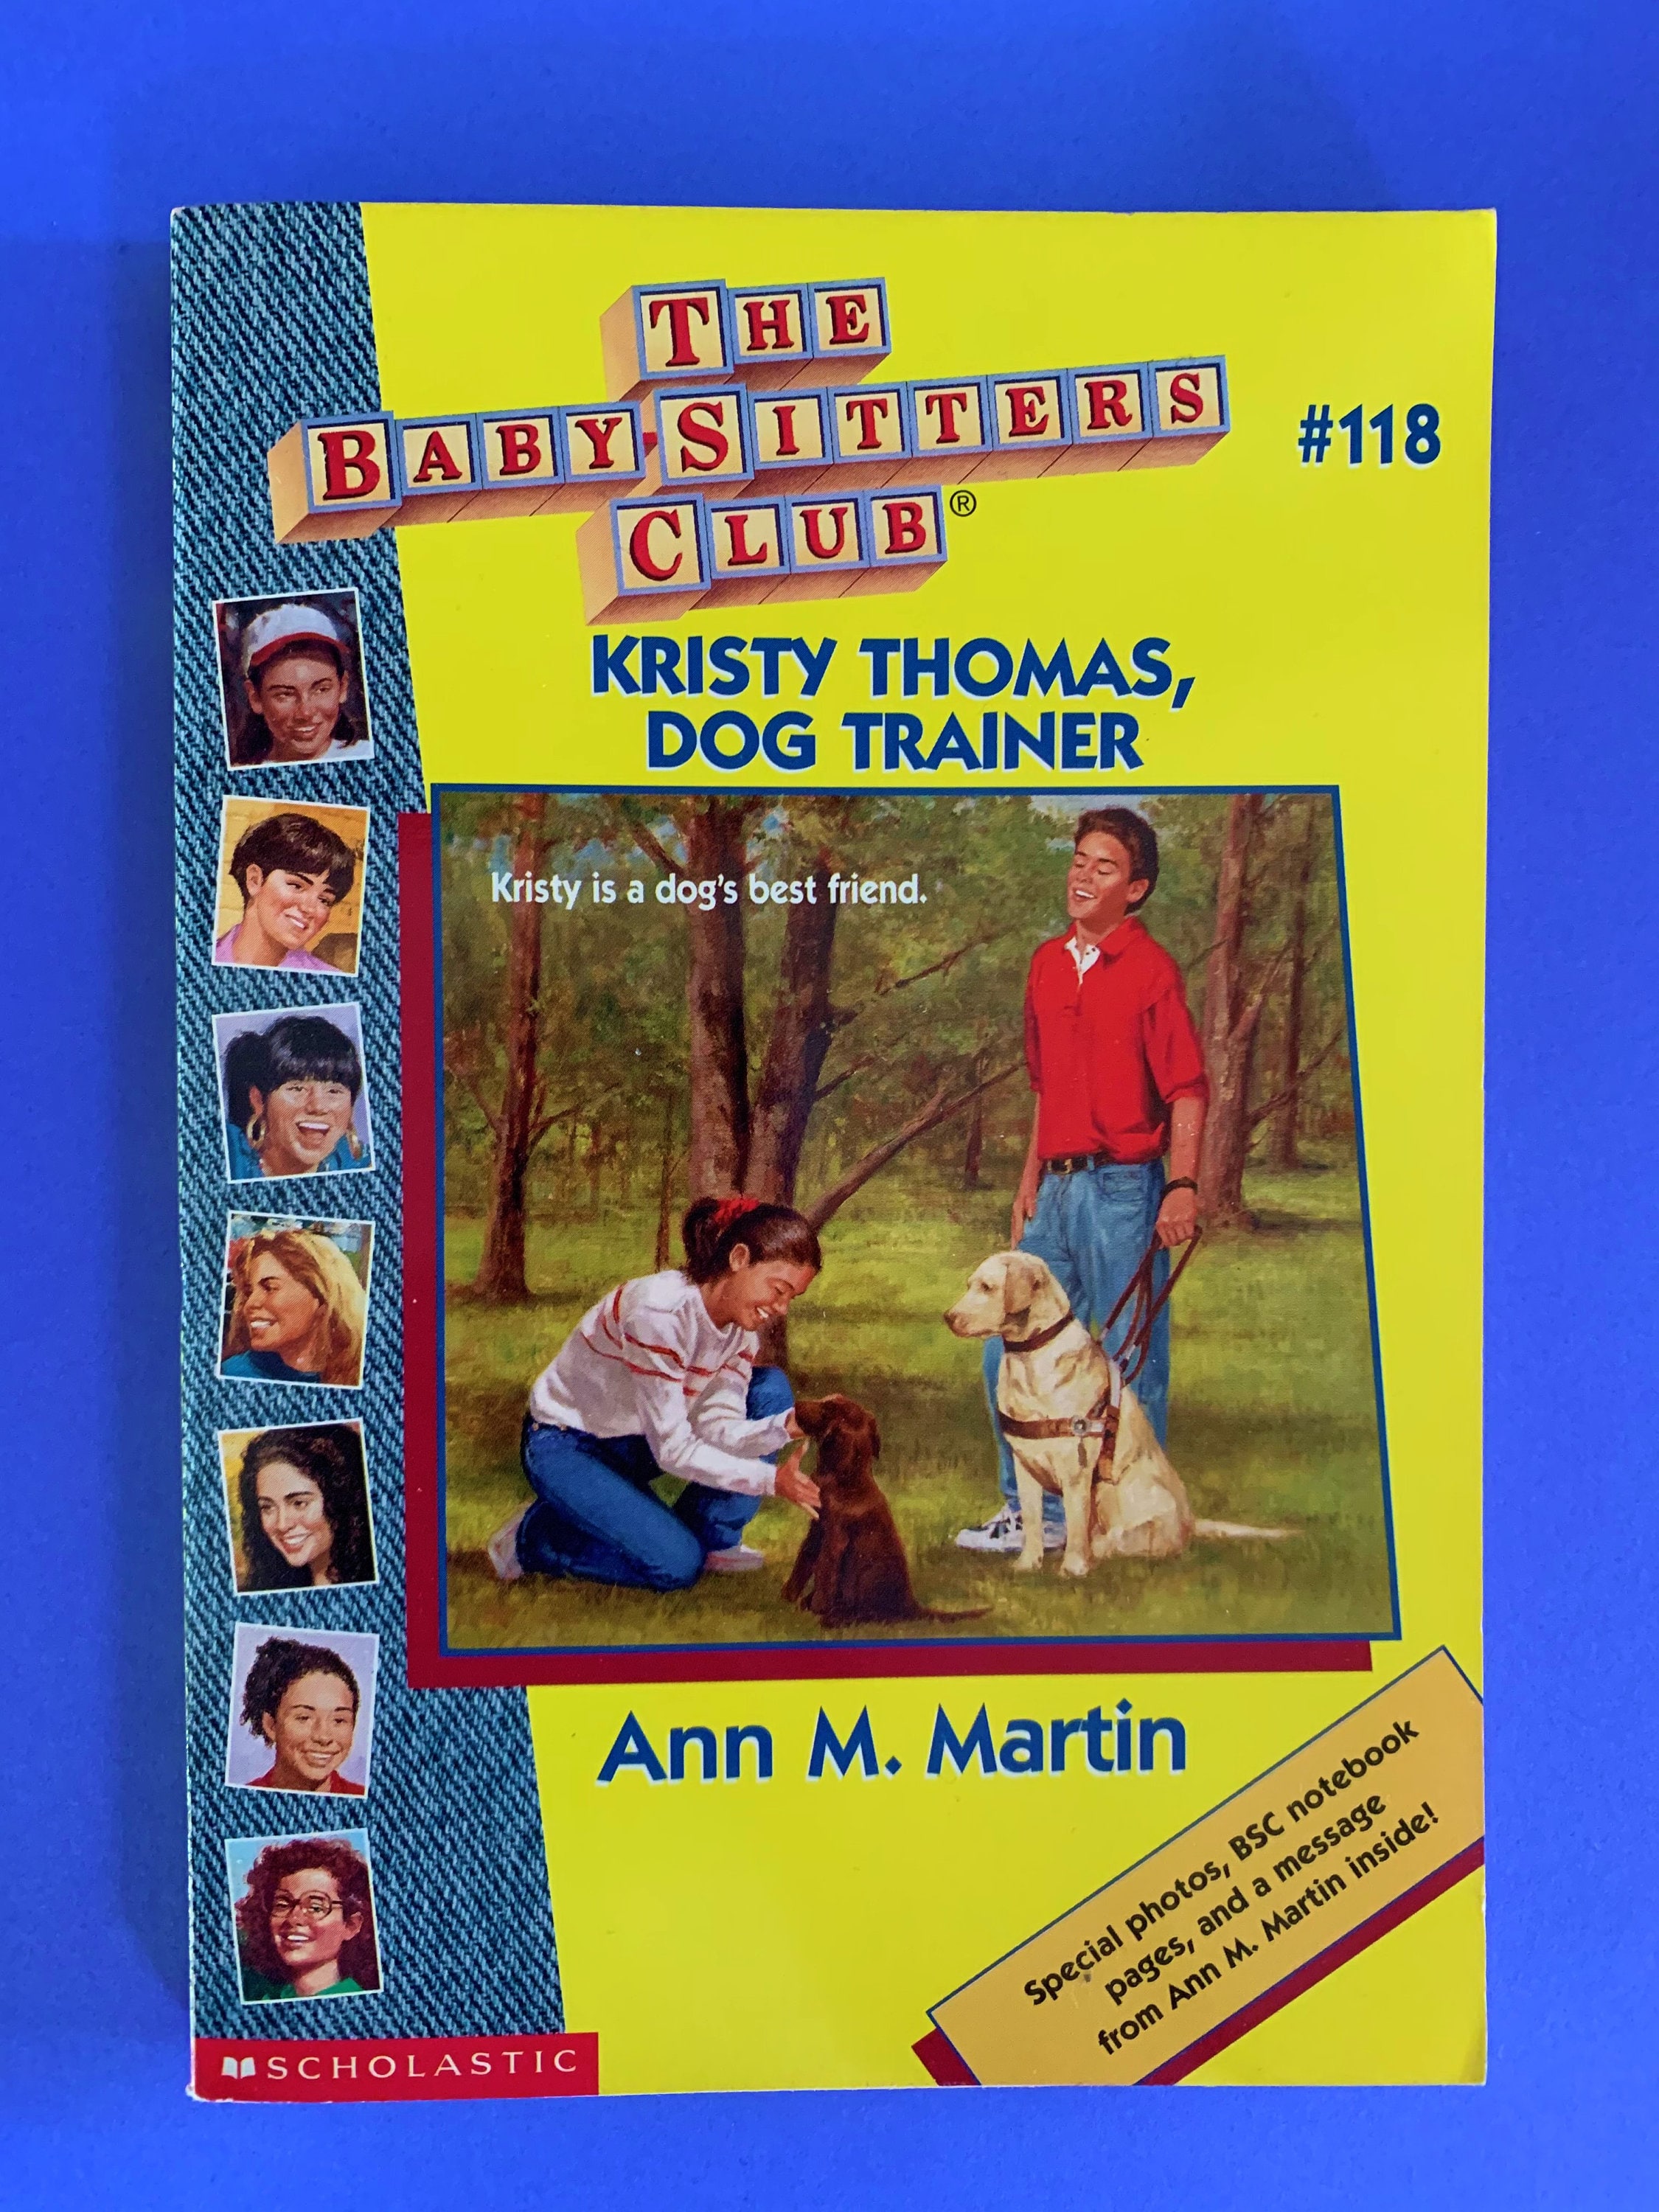 THE
BABY-SITTERS
CLUB®
#118
KRISTY THOMAS,
DOG TRAINER
Kristy is a dog's best friend.
Ann M. Martin
Special photos, BSC notebook
pages, and a message
from Ann M. Martin inside!
SCHOLASTIC